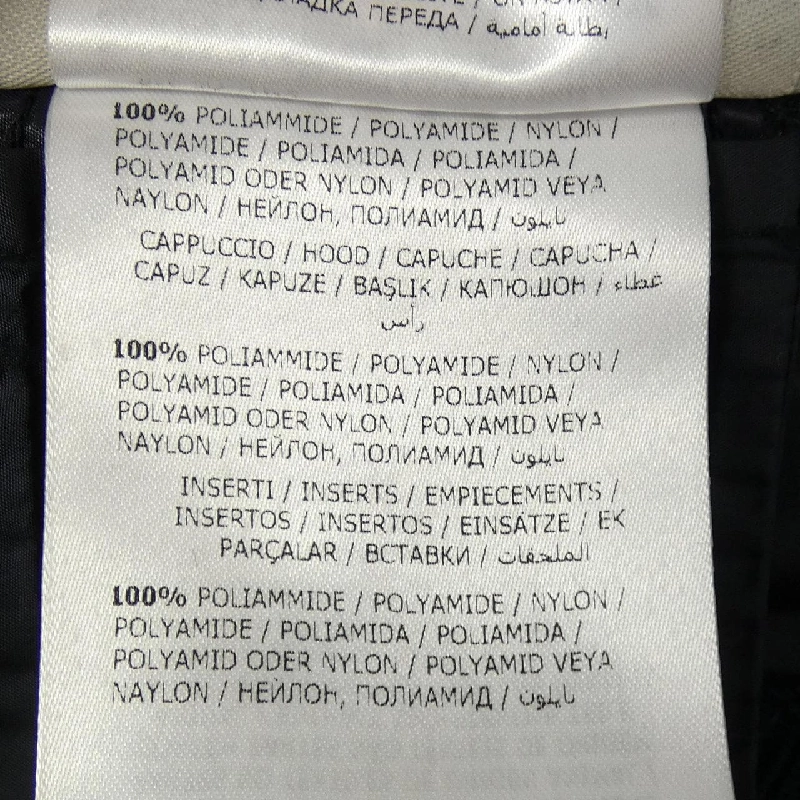 ПЕРЕДА / بطانة أمامية
100% POLIAMMIDE / POLYAMIDE / NYLON /
POLYAMIDE / POLIAMIDA / POLIAMIDA /
POLYAMID ODER NYLON / POLYAMID VEYA
NAYLON / НЕЙЛОН, ПОЛИАМИД / نايلون
CAPPUCCIO / HOOD / CAPUCHE / CAPUCHA /
CAPUZ / KAPUZE / BAŞLIK / КАПЮШОН / غطاء
رأس
100% POLIAMMIDE / POLYAMIDE / NYLON /
POLYAMIDE / POLIAMIDA / POLIAMIDA /
POLYAMID ODER NYLON / POLYAMID VEYA
NAYLON / НЕЙЛОН, ПОЛИАМИД / نايلون
INSERTI / INSERTS / EMPIECEMENTS /
INSERTOS / INSERTOS / EINSÄTZE / EK
PARÇALAR / ВСТАВКИ / الملحقات
100% POLIAMMIDE / POLYAMIDE / NYLON /
POLYAMIDE / POLIAMIDA / POLIAMIDA /
POLYAMID ODER NYLON / POLYAMID VEYA
NAYLON / НЕЙЛОН, ПОЛИАМИД / نايلون